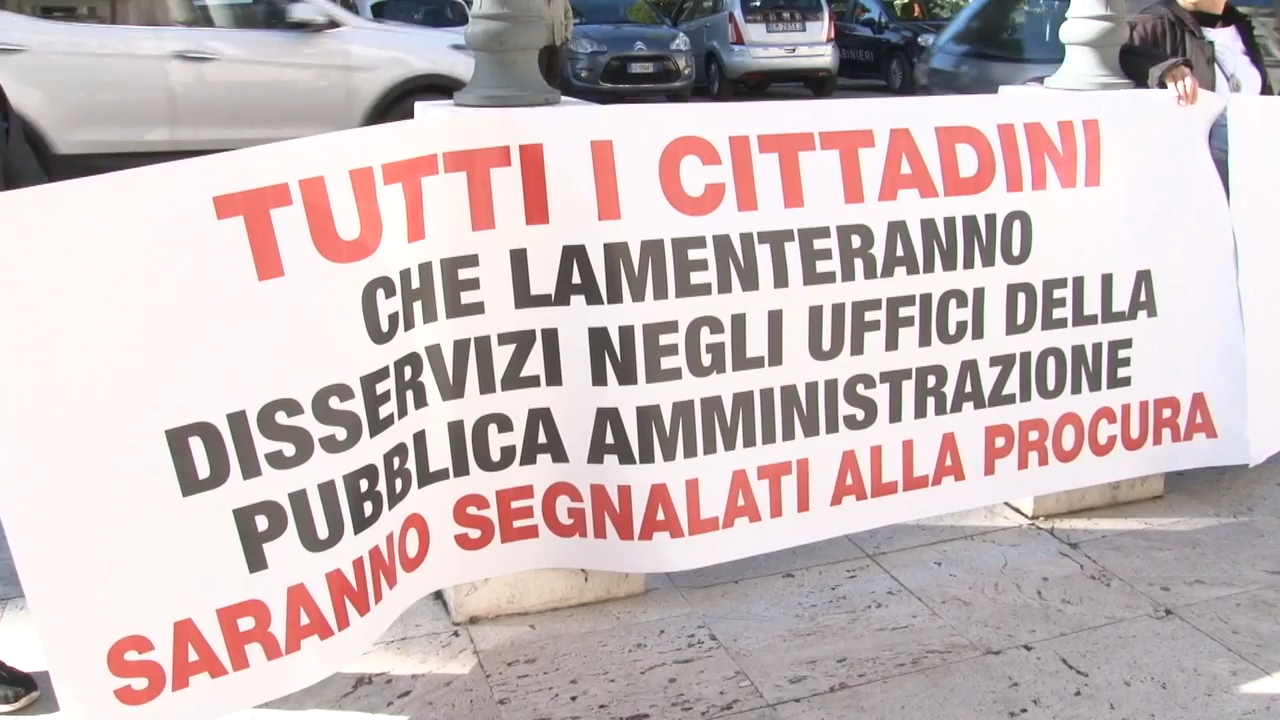 TUTTI I CITTADINI
CHE LAMENTERANNO
DISSERVIZI NEGLI UFFICI DELLA
PUBBLICA AMMINISTRAZIONE
SARANNO SEGNALATI ALLA PROCURA